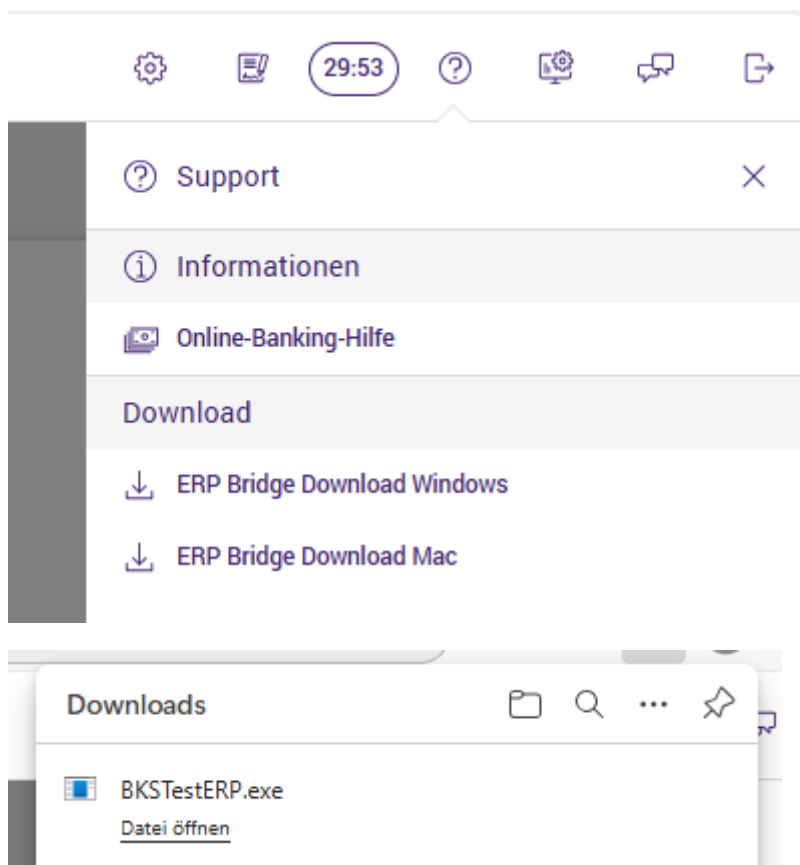 29:53
Support
Informationen
Online-Banking-Hilfe
Download
ERP Bridge Download Windows
ERP Bridge Download Mac
Downloads
BKSTestERP.exe
Datei öffnen